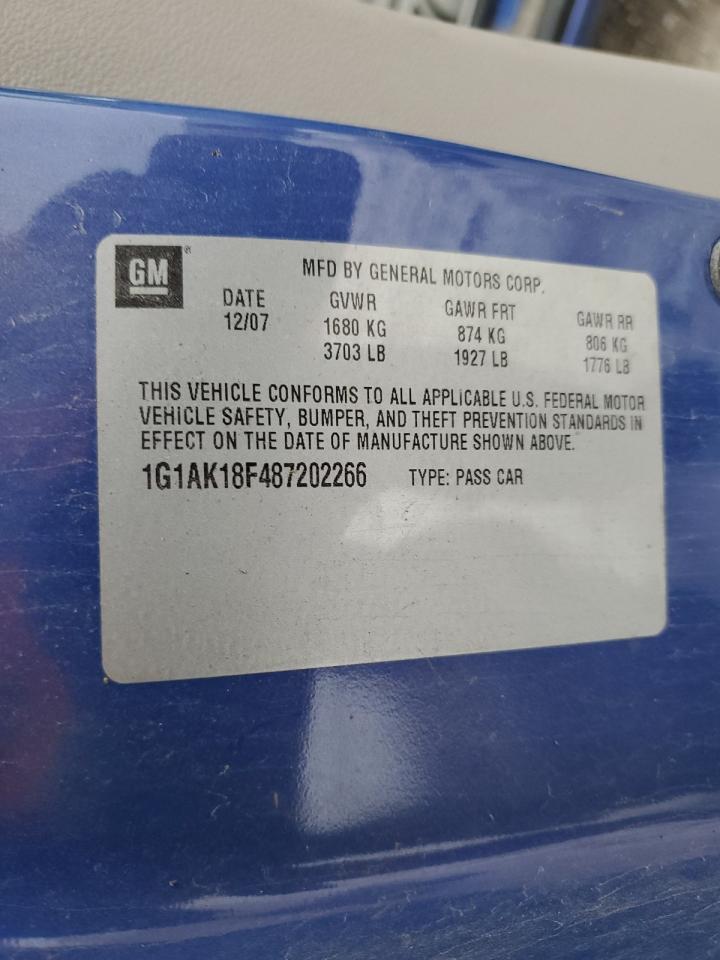 GM®
MFD BY GENERAL MOTORS CORP.
DATE GVWR GAWR FRT GAWR RR
12/07 1680 KG 874 KG 806 KG
3703 LB 1927 LB 1776 LB
THIS VEHICLE CONFORMS TO ALL APPLICABLE U.S. FEDERAL MOTOR
VEHICLE SAFETY, BUMPER, AND THEFT PREVENTION STANDARDS IN
EFFECT ON THE DATE OF MANUFACTURE SHOWN ABOVE.
1G1AK18F487202266 TYPE: PASS CAR